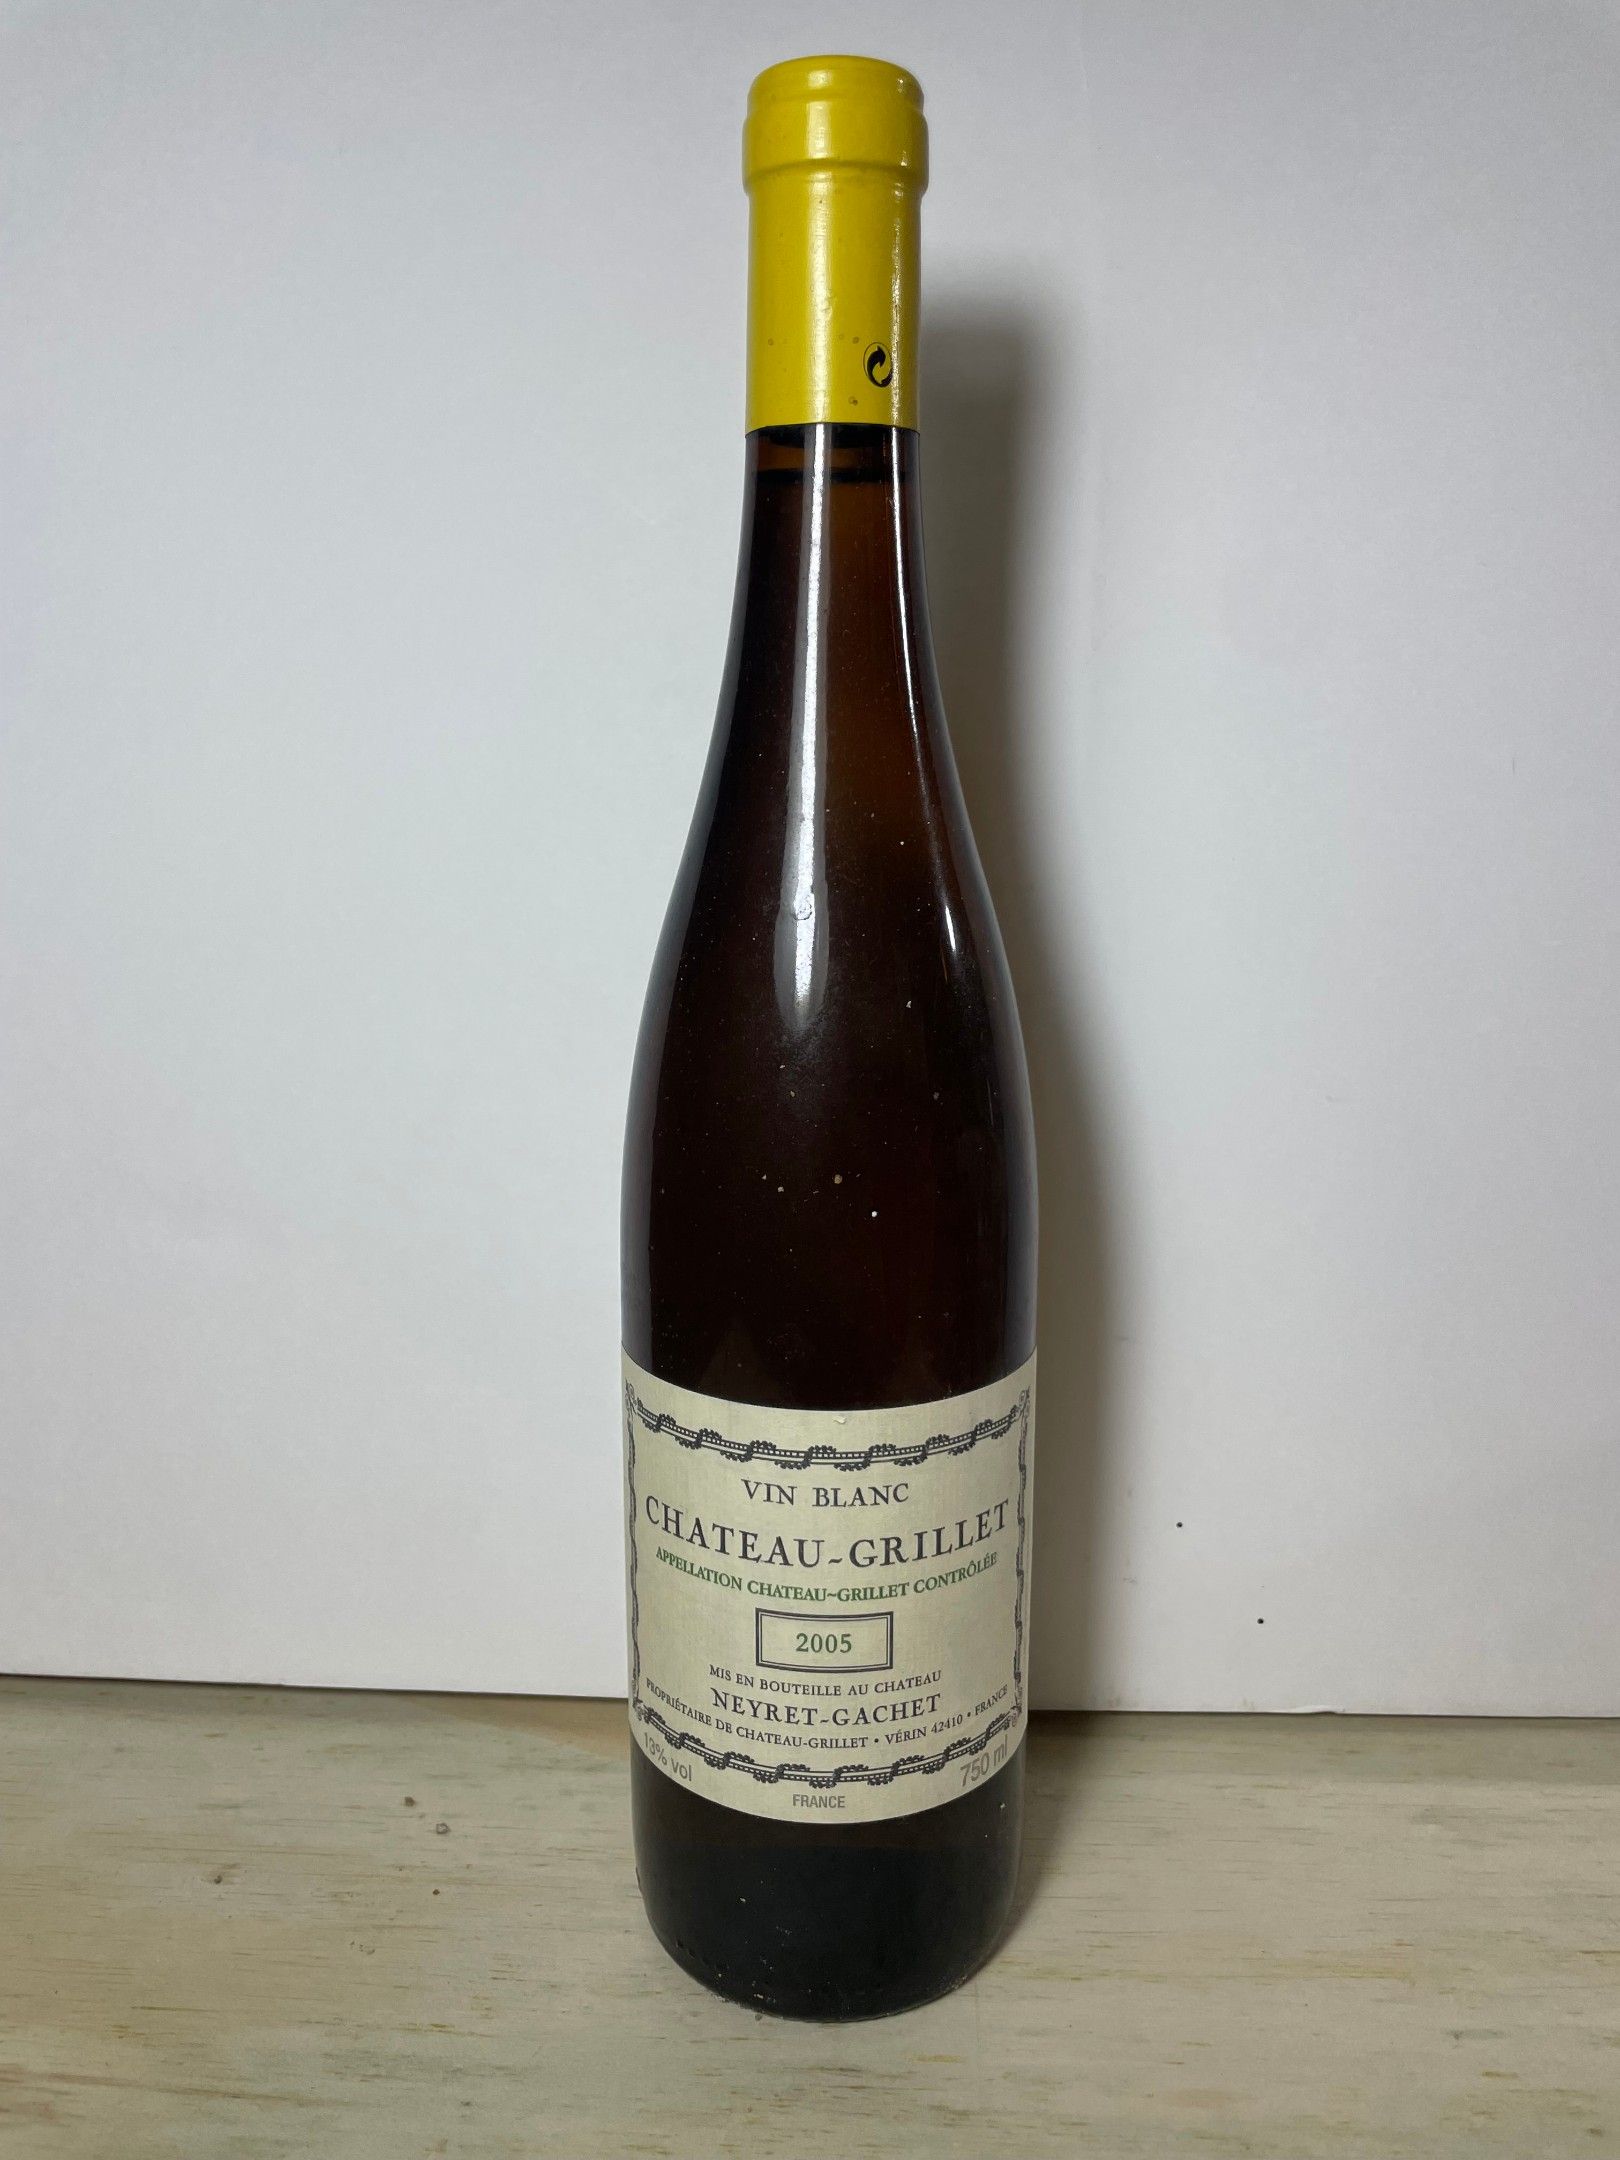 VIN BLANC
CHATEAU~GRILLET
APPELLATION CHATEAU~GRILLET CONTRÔLÉE
2005
MIS EN BOUTEILLE AU CHATEAU
NEYRET~GACHET
PROPRIÉTAIRE DE CHATEAU-GRILLET • VÉRIN 42410 • FRANCE
13% vol
750 ml
FRANCE